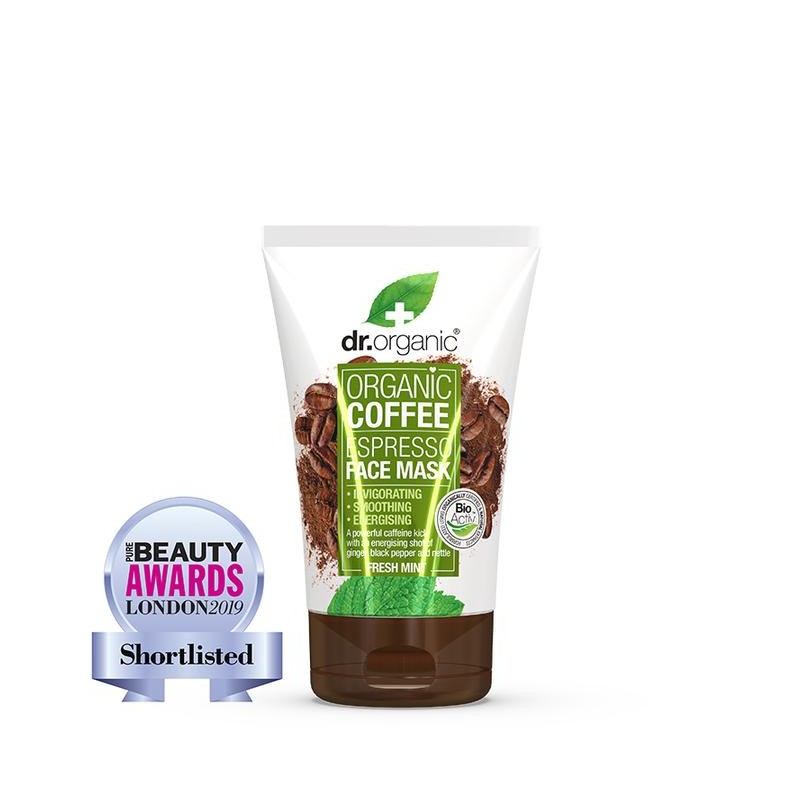 dr.organic®
ORGANIC
COFFEE
ESPRESSO
FACE MASK
• INVIGORATING
• SMOOTHING
• ENERGISING
A powerful caffeine kick
with an energising shot of
ginger, black pepper and nettle
FRESH MINT
Bio
Activ
PURE
BEAUTY
AWARDS
LONDON2019
Shortlisted